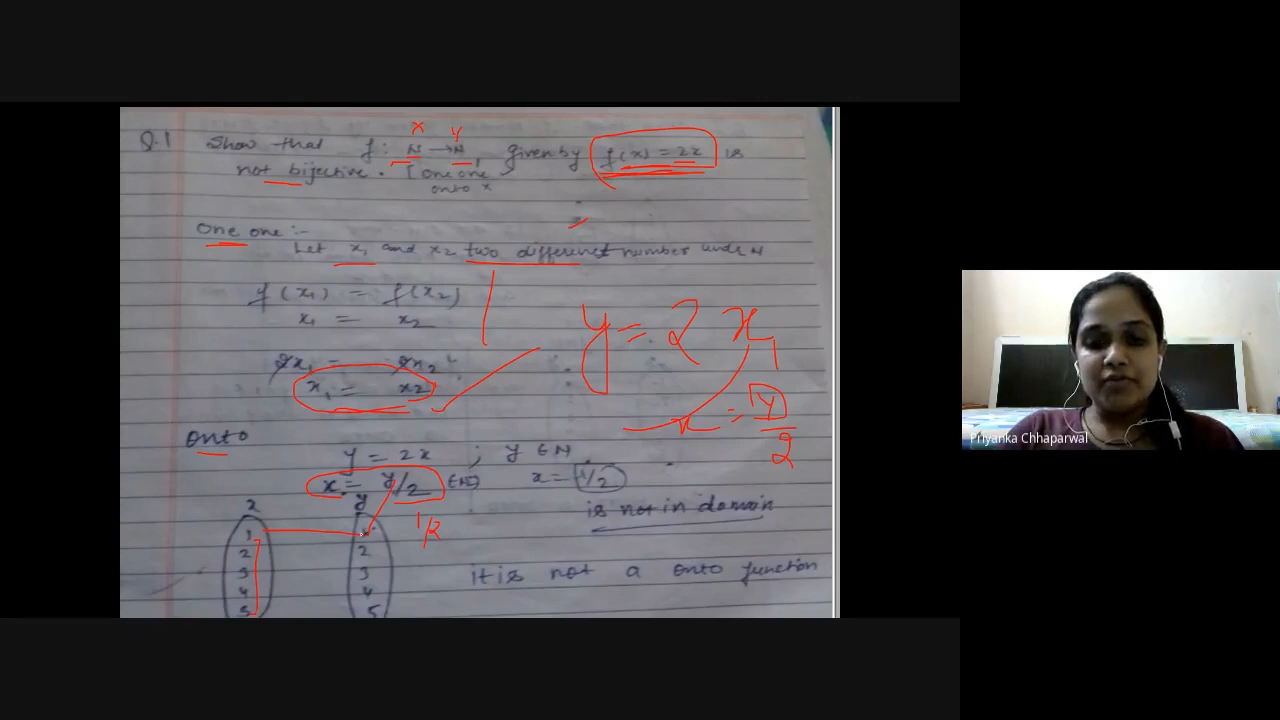 Q.1 Show that f: N → N, given by f(x) = 2x is
X Y
not bijective. [one one
onto x
One one :-
Let x₁ and x₂ two different number under N
f(x₁) = f(x₂)
x₁ = x₂
2x₁ = 2x₂
x₁ = x₂
y = 2 x
x = y/2
Onto
y = 2x ; y ∈ N
x = y/2 (∈N) x = 1/2
is not in domain
x y
1
2 2
3 3
4 4
5 5
it is not a onto function
Priyanka Chhaparwal